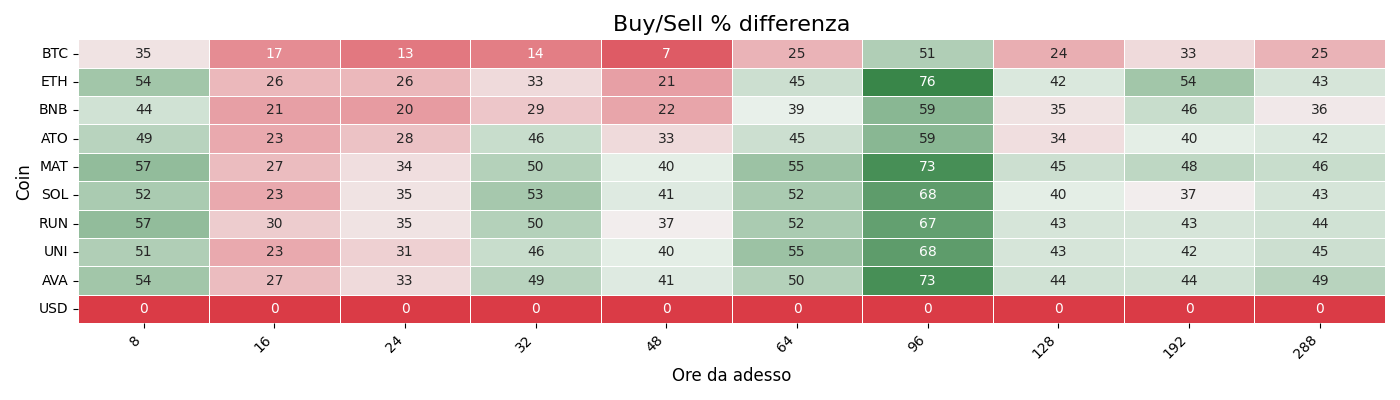 Buy/Sell % differenza
Coin
BTC 35 17 13 14 7 25 51 24 33 25
ETH 54 26 26 33 21 45 76 42 54 43
BNB 44 21 20 29 22 39 59 35 46 36
ATO 49 23 28 46 33 45 59 34 40 42
MAT 57 27 34 50 40 55 73 45 48 46
SOL 52 23 35 53 41 52 68 40 37 43
RUN 57 30 35 50 37 52 67 43 43 44
UNI 51 23 31 46 40 55 68 43 42 45
AVA 54 27 33 49 41 50 73 44 44 49
USD 0 0 0 0 0 0 0 0 0 0
8 16 24 32 48 64 96 128 192 288
Ore da adesso